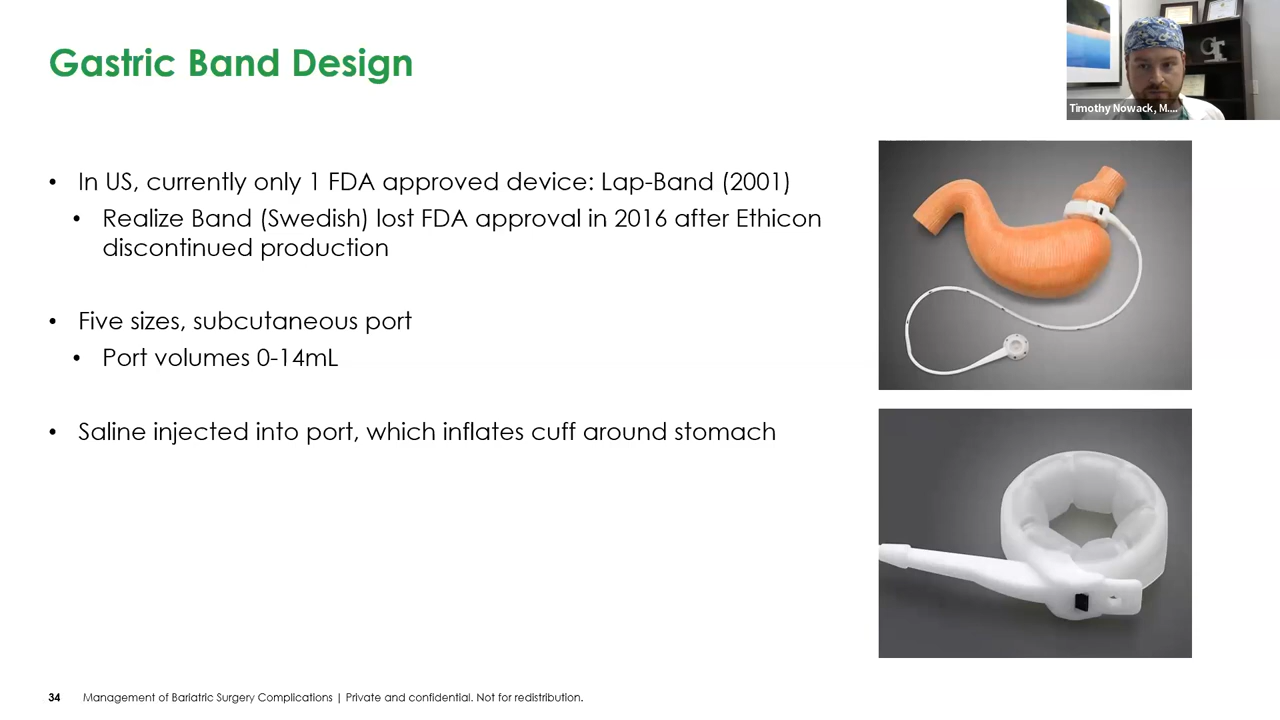 Gastric Band Design
Timothy Nowack, M....
• In US, currently only 1 FDA approved device: Lap-Band (2001)
• Realize Band (Swedish) lost FDA approval in 2016 after Ethicon
discontinued production
• Five sizes, subcutaneous port
• Port volumes 0-14mL
• Saline injected into port, which inflates cuff around stomach
34 Management of Bariatric Surgery Complications | Private and confidential. Not for redistribution.